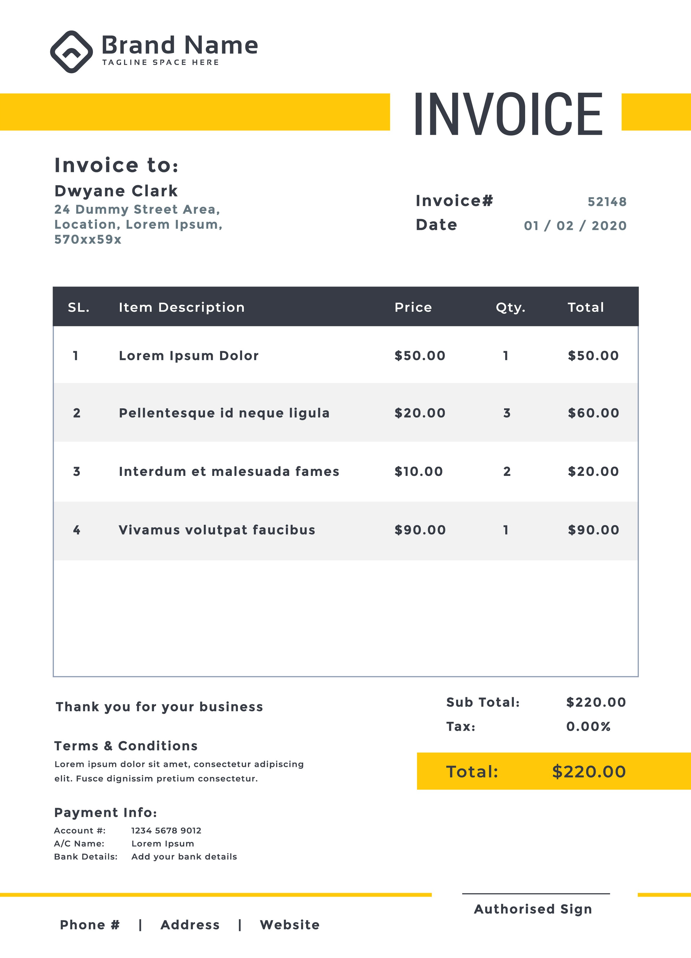 Brand Name
TAGLINE SPACE HERE
INVOICE
Invoice to:
Dwyane Clark
24 Dummy Street Area,
Location, Lorem Ipsum,
570xx59x
Invoice# 52148
Date 01 / 02 / 2020
SL. Item Description Price Qty. Total
1 Lorem Ipsum Dolor $50.00 1 $50.00
2 Pellentesque id neque ligula $20.00 3 $60.00
3 Interdum et malesuada fames $10.00 2 $20.00
4 Vivamus volutpat faucibus $90.00 1 $90.00
Sub Total: $220.00
Tax: 0.00%
Total: $220.00
Thank you for your business
Terms & Conditions
Lorem ipsum dolor sit amet, consectetur adipiscing
elit. Fusce dignissim pretium consectetur.
Payment Info:
Account #: 1234 5678 9012
A/C Name: Lorem Ipsum
Bank Details: Add your bank details
Authorised Sign
Phone # | Address | Website